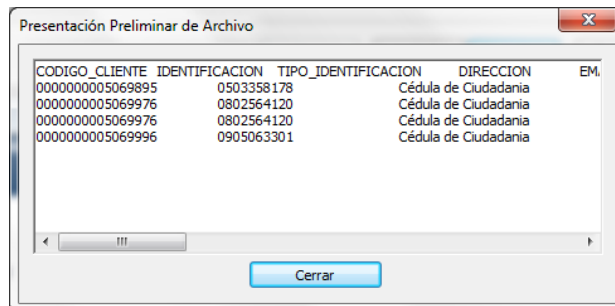 Presentación Preliminar de Archivo
CODIGO_CLIENTE IDENTIFICACION TIPO_IDENTIFICACION DIRECCION EM
0000000005069895 0503358178 Cédula de Ciudadania
0000000005069976 0802564120 Cédula de Ciudadania
0000000005069976 0802564120 Cédula de Ciudadania
0000000005069996 0905063301 Cédula de Ciudadania
Cerrar